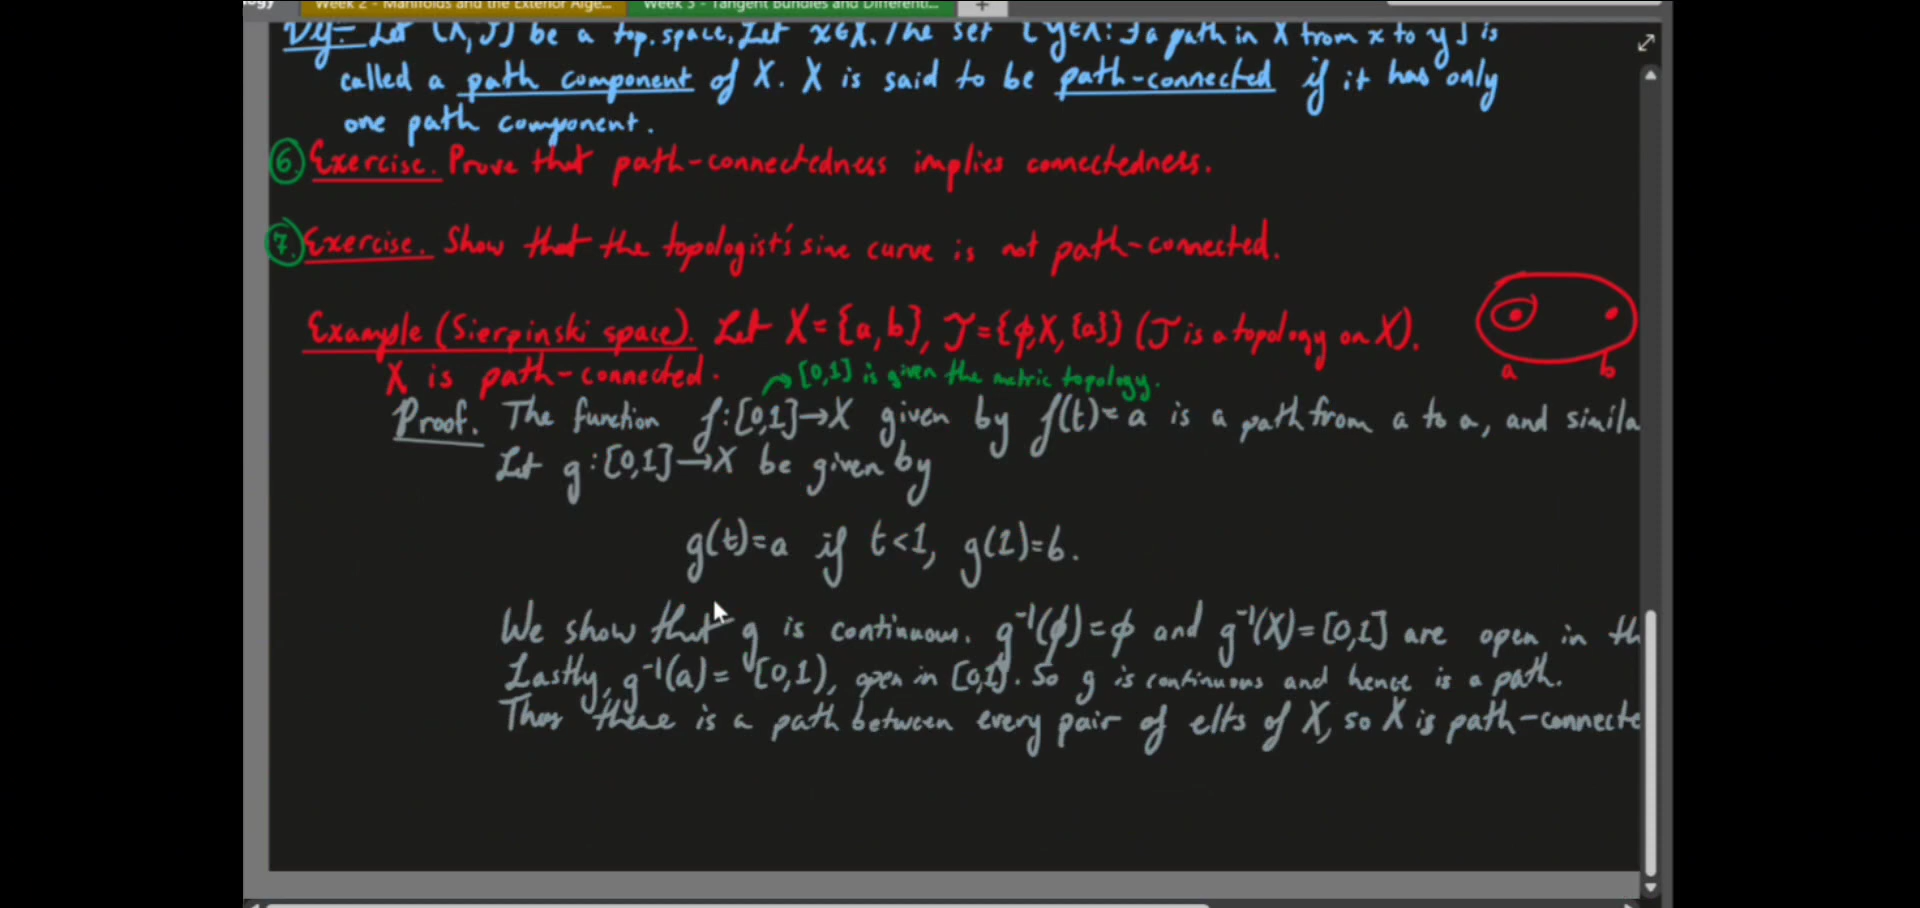 Week 2 - Manifolds and the Exterior Alge...
Week 3 - Tangent Bundles and Differenti...
+
Def. Let (X, T) be a top. space. Let x∈X. The set {y∈X: ∃ a path in X from x to y} is
called a path component of X. X is said to be path-connected if it has only
one path component.
6. Exercise. Prove that path-connectedness implies connectedness.
7. Exercise. Show that the topologist's sine curve is not path-connected.
Example (Sierpinski space). Let X={a,b}, T={ϕ,X,{a}} (T is a topology on X).
X is path-connected.
a b
[0,1] is given the metric topology.
Proof. The function f:[0,1]→X given by f(t)=a is a path from a to a, and simila
Let g:[0,1]→X be given by
g(t)=a if t<1, g(1)=b.
We show that g is continuous. g⁻¹(ϕ)=ϕ and g⁻¹(X)=[0,1] are open in th
Lastly, g⁻¹(a)=[0,1), open in [0,1]. So g is continuous and hence is a path.
Thus there is a path between every pair of elts of X, so X is path-connecte